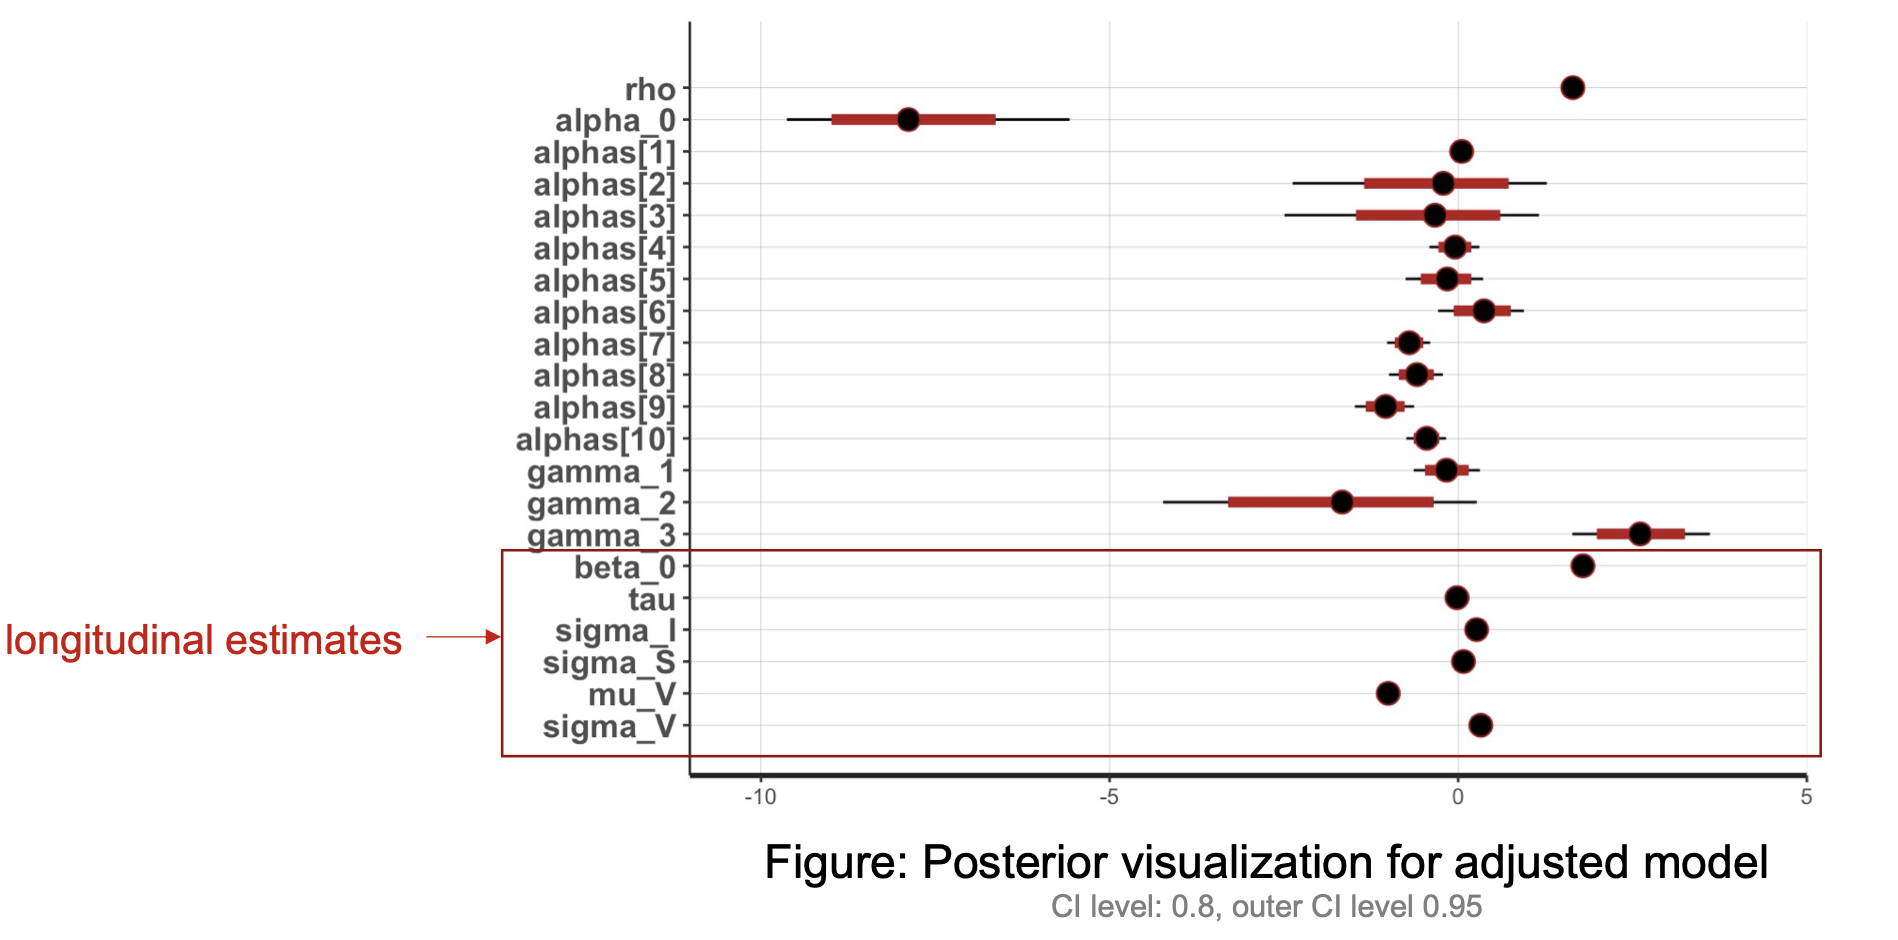 rho
alpha_0
alphas[1]
alphas[2]
alphas[3]
alphas[4]
alphas[5]
alphas[6]
alphas[7]
alphas[8]
alphas[9]
alphas[10]
gamma_1
gamma_2
gamma_3
beta_0
tau
longitudinal estimates
sigma_I
sigma_S
mu_V
sigma_V
-10 -5 0 5
Figure: Posterior visualization for adjusted model
CI level: 0.8, outer CI level 0.95